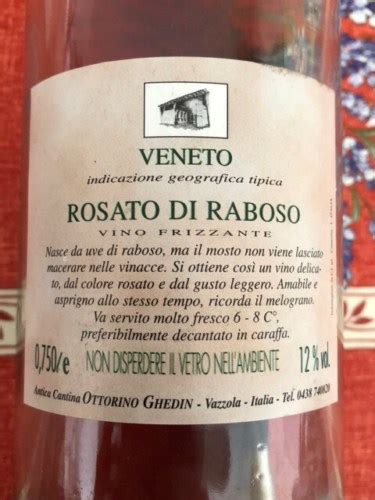 VENETO
indicazione geografica tipica
ROSATO DI RABOSO
VINO FRIZZANTE
Nasce da uve di raboso, ma il mosto non viene lasciato
macerare nelle vinacce. Si ottiene così un vino delica-
to, dal colore rosato e dal gusto leggero. Amabile e
asprigno allo stesso tempo, ricorda il melograno.
Va servito molto fresco 6 - 8 C°,
preferibilmente decantato in caraffa.
0,750/e NON DISPERDERE IL VETRO NELL'AMBIENTE 12% vol.
Antica Cantina OTTORINO GHEDIN - Vazzola - Italia - Tel. 0438 740820